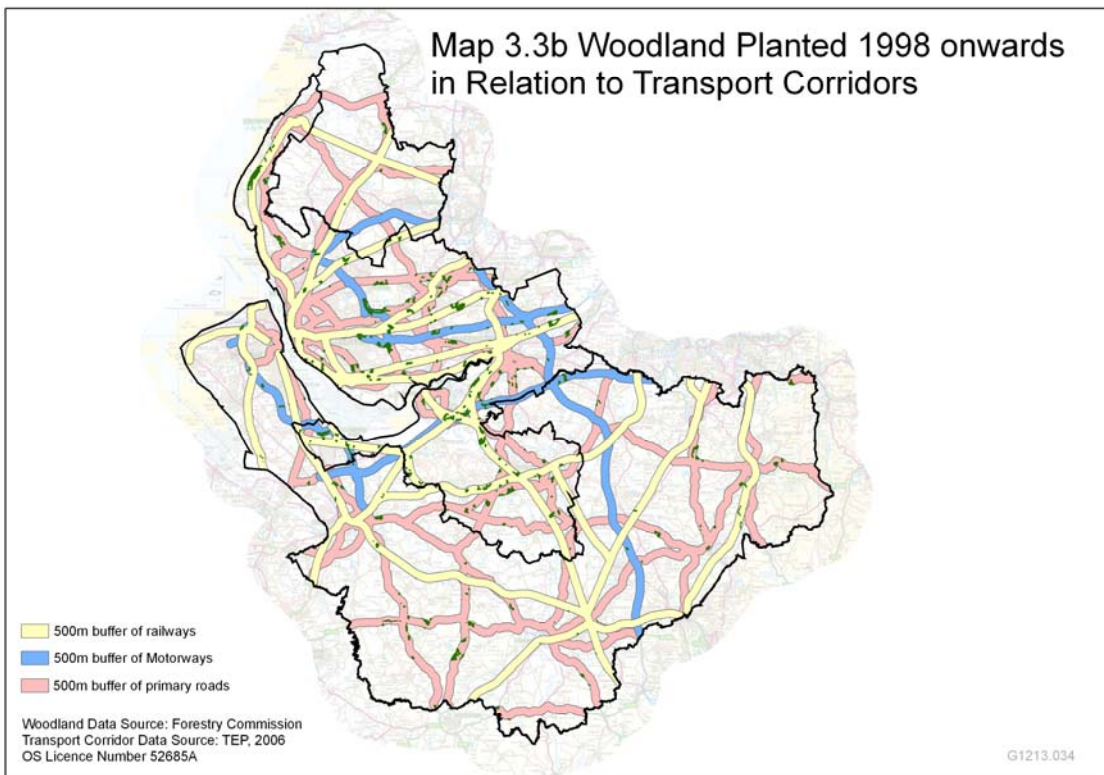 Map 3.3b Woodland Planted 1998 onwards
in Relation to Transport Corridors
500m buffer of railways
500m buffer of Motorways
500m buffer of primary roads
Woodland Data Source: Forestry Commission
Transport Corridor Data Source: TEP, 2006
OS Licence Number 52685A
G1213.034